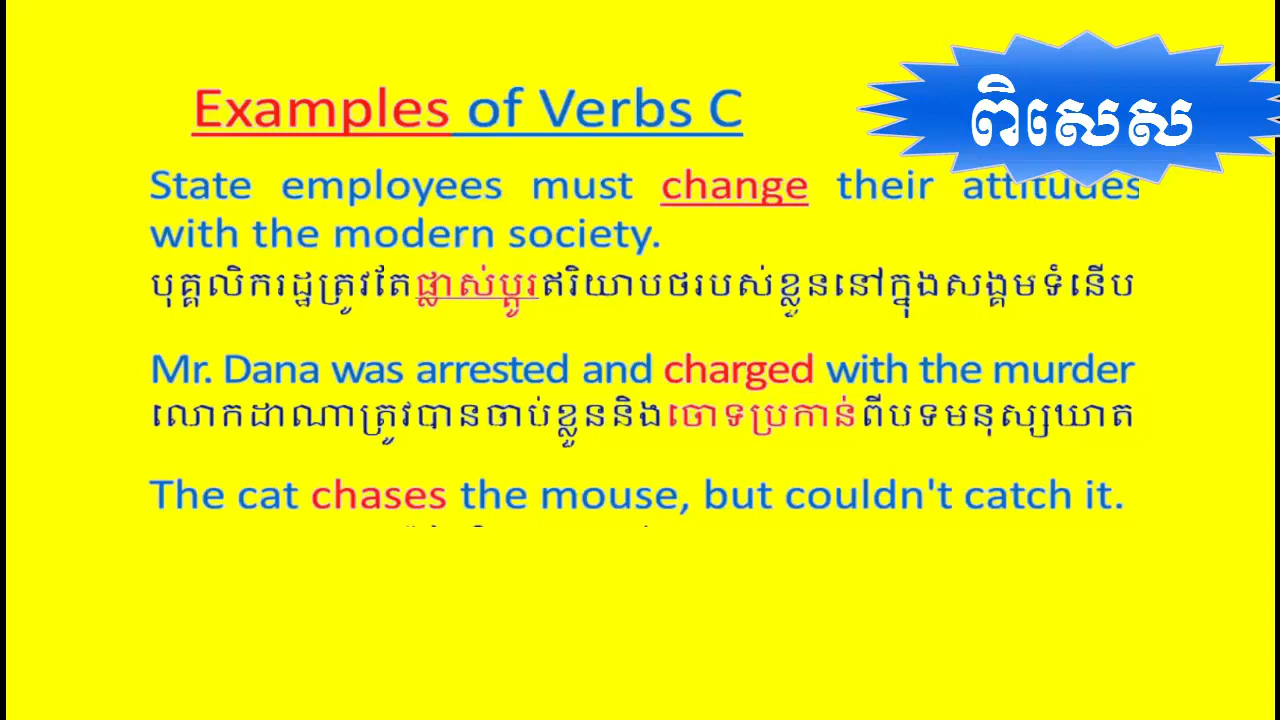 Examples of Verbs C
ពិសេស
State employees must change their attitudes
with the modern society.
បុគ្គលិករដ្ឋត្រូវតែផ្លាស់ប្តូរឥរិយាបថរបស់ខ្លួននៅក្នុងសង្គមទំនើប
Mr. Dana was arrested and charged with the murder
លោកដាណាត្រូវបានចាប់ខ្លួននិងចោទប្រកាន់ពីបទមនុស្សឃាត
The cat chases the mouse, but couldn't catch it.